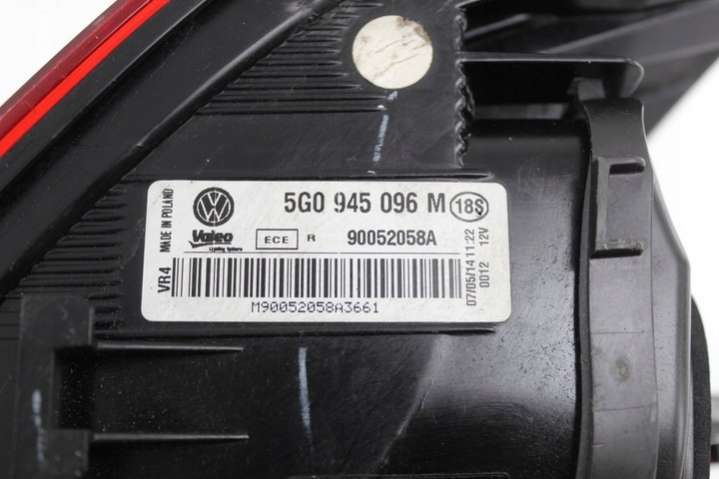 MADE IN POLAND
5G0 945 096 M 18S
Valeo
Lighting Systems
ECE R 90052058A
VR4
M90052058A3661
07/05/14 11:22
0012 12V